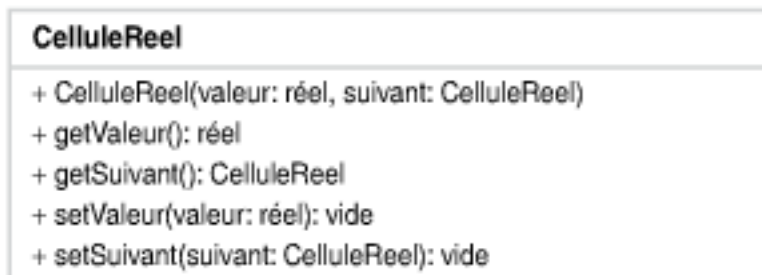 CelluleReel
+ CelluleReel(valeur: réel, suivant: CelluleReel)
+ getValeur(): réel
+ getSuivant(): CelluleReel
+ setValeur(valeur: réel): vide
+ setSuivant(suivant: CelluleReel): vide